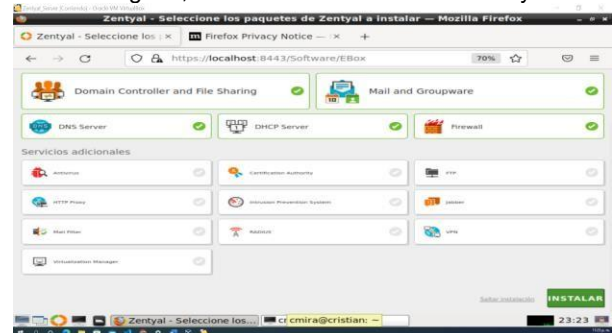 Zentyal - Seleccione los paquetes de Zentyal a instalar — Mozilla Firefox
Zentyal - Seleccione los
Firefox Privacy Notice —
https://localhost:8443/Software/EBox
70%
Domain Controller and File Sharing
Mail and Groupware
DNS Server
DHCP Server
Firewall
Servicios adicionales
Antivirus
Certification Authority
FTP
HTTP Proxy
Intrusion Prevention System
Jabber
Mail Filter
RADIUS
VPN
Virtualization Manager
Saltar instalación
INSTALAR
Zentyal - Seleccione los...
cmira@cristian: ~
23:23